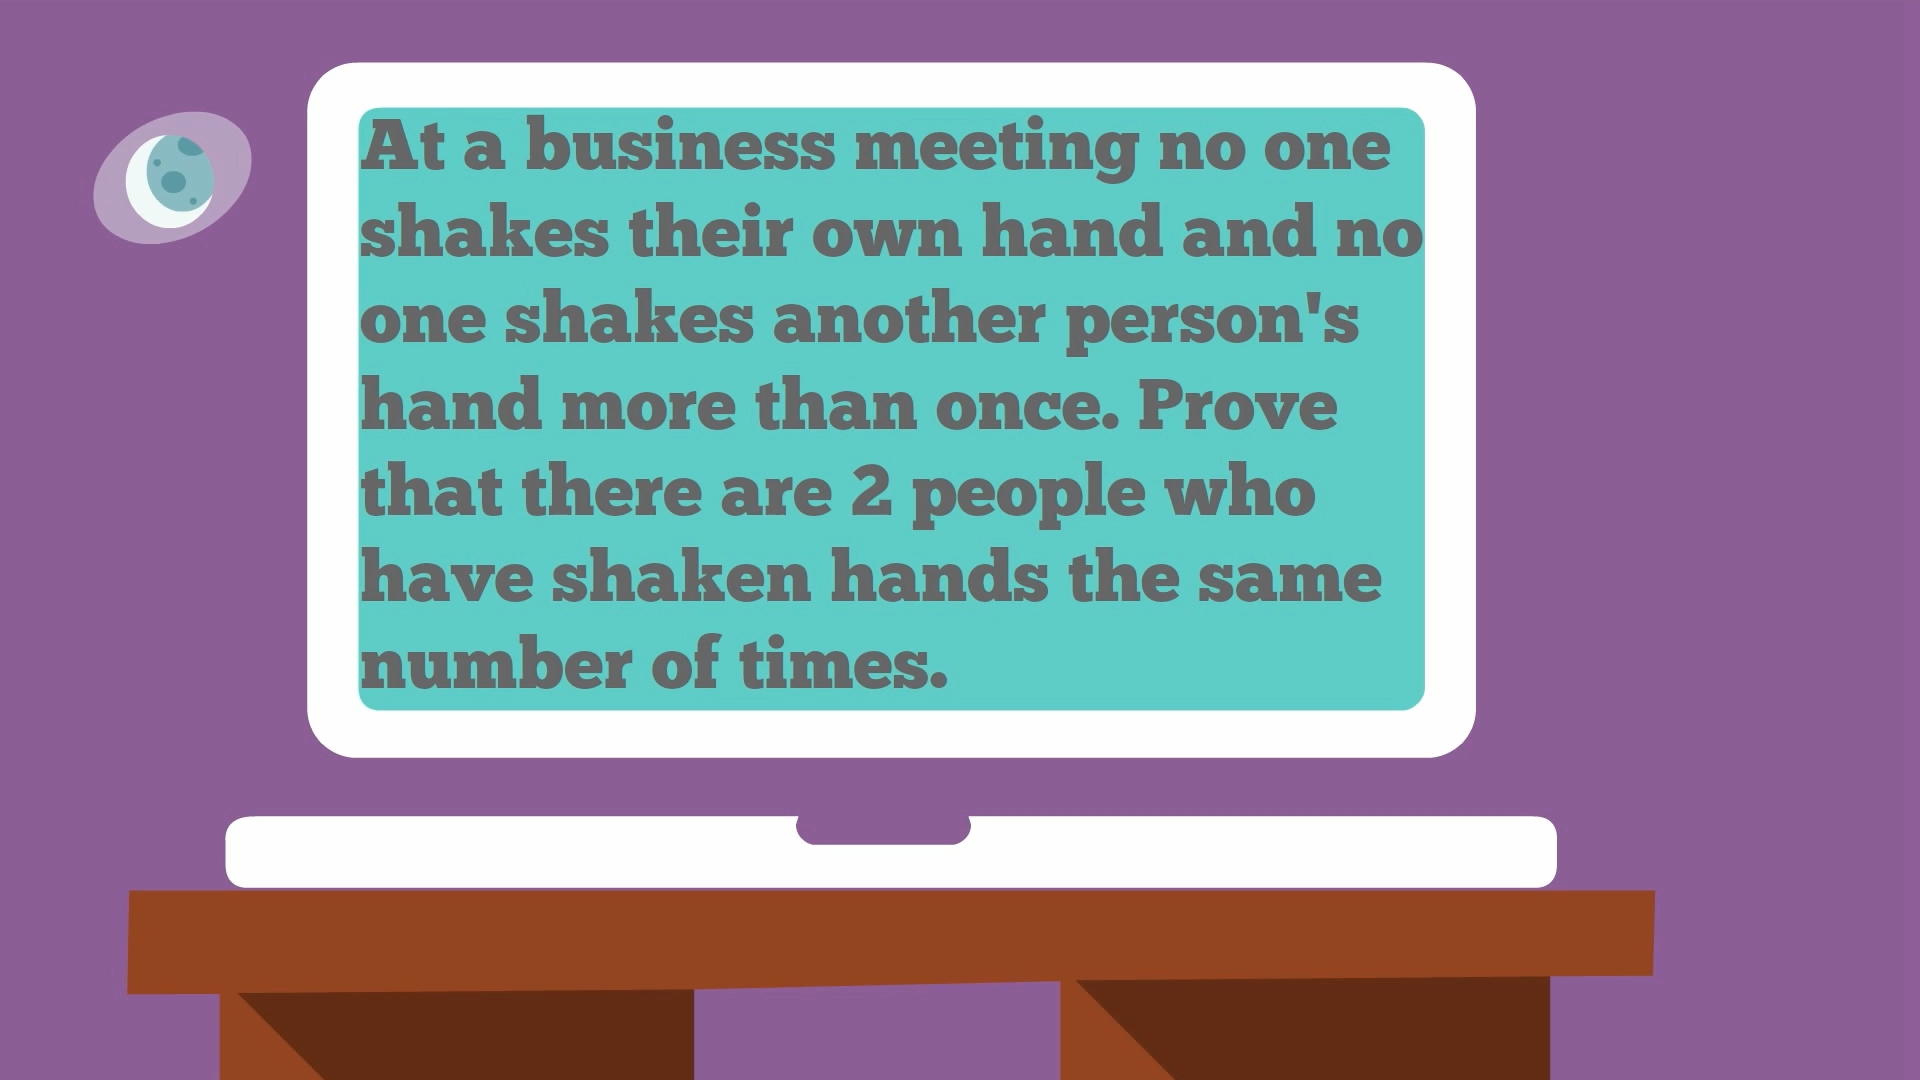 At a business meeting no one
shakes their own hand and no
one shakes another person's
hand more than once. Prove
that there are 2 people who
have shaken hands the same
number of times.